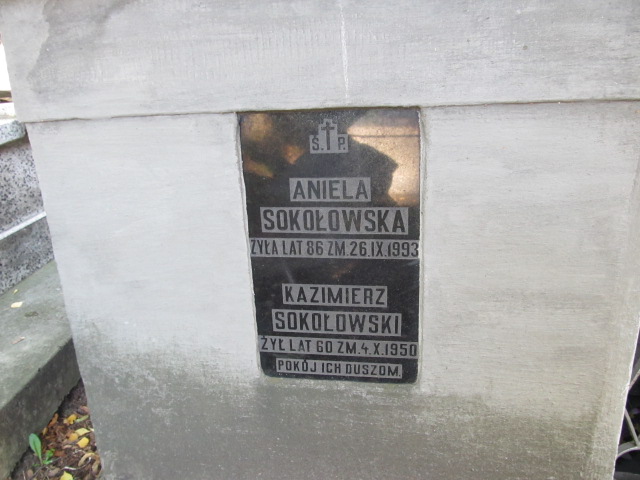 Ś. P.
ANIELA
SOKOŁOWSKA
ŻYŁA LAT 86 ZM. 26.IX.1993
KAZIMIERZ
SOKOŁOWSKI
ŻYŁ LAT 60 ZM. 4.X.1950
POKÓJ ICH DUSZOM.